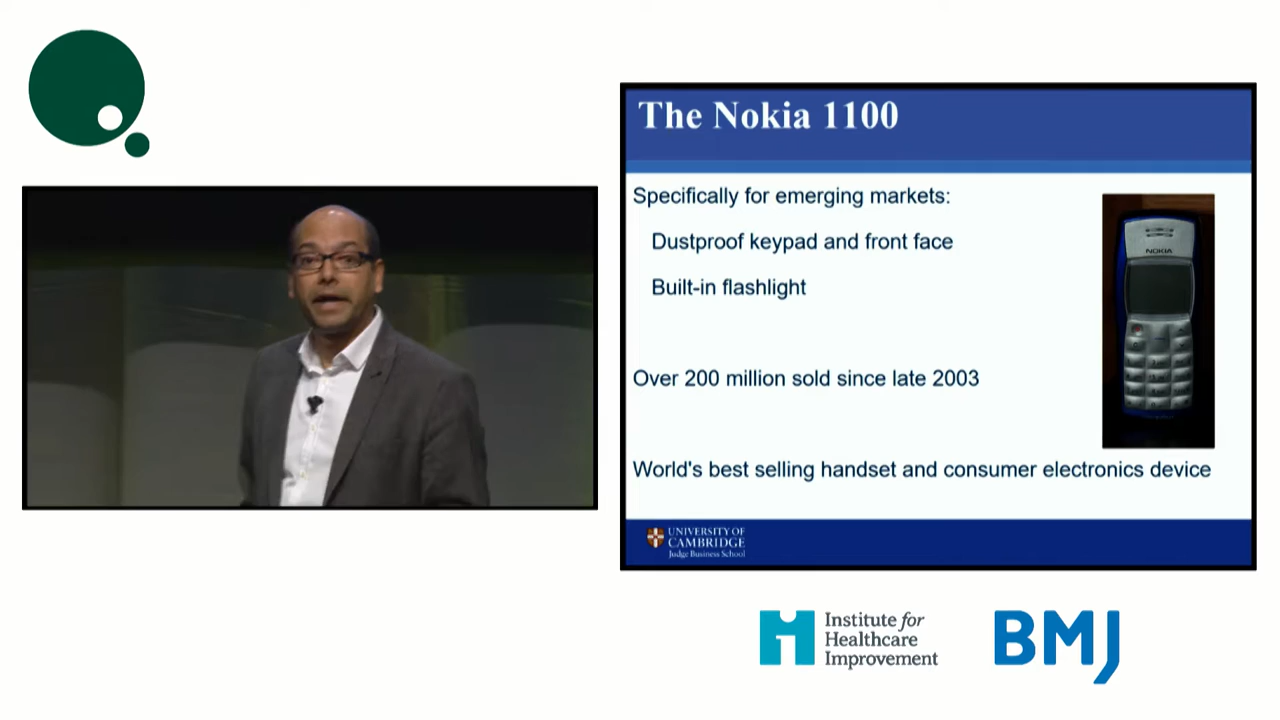 The Nokia 1100
Specifically for emerging markets:
Dustproof keypad and front face
Built-in flashlight
Over 200 million sold since late 2003
World's best selling handset and consumer electronics device
NOKIA
UNIVERSITY OF
CAMBRIDGE
Judge Business School
Institute for
Healthcare
Improvement
BMJ